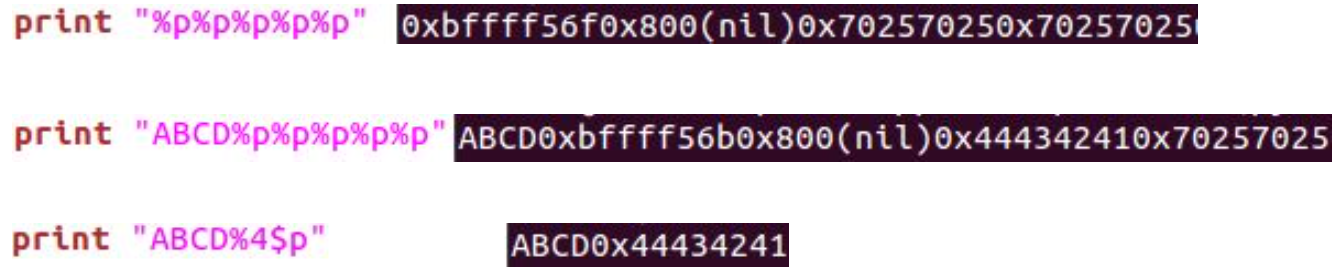 print "%p%p%p%p%p" 0xbffff56f0x800(nil)0x702570250x70257025
print "ABCD%p%p%p%p%p" ABCD0xbffff56b0x800(nil)0x444342410x70257025
print "ABCD%4$p" ABCD0x44434241